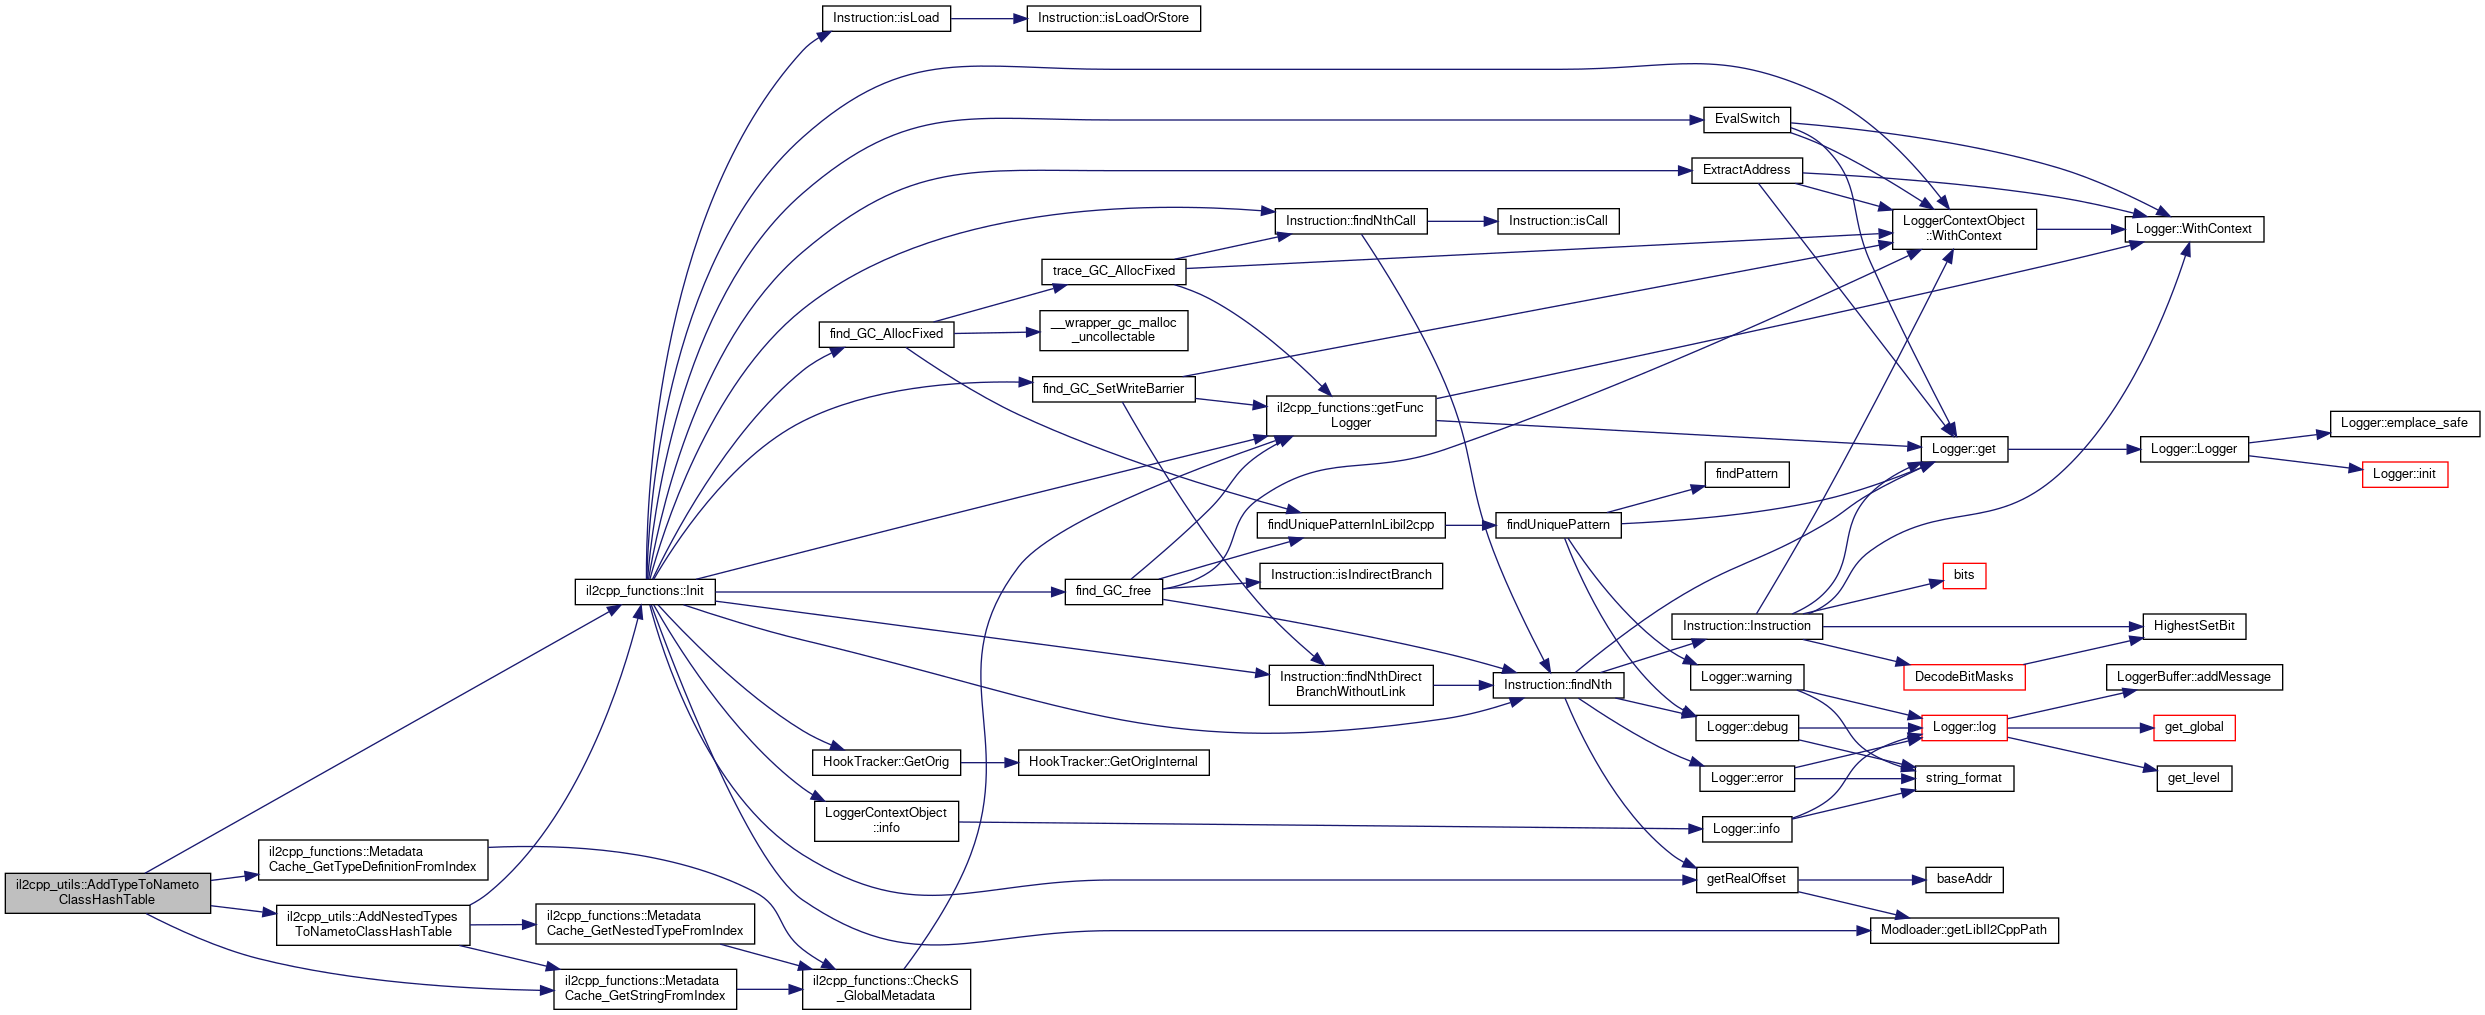 Instruction::isLoad
Instruction::isLoadOrStore
EvalSwitch
ExtractAddress
Instruction::findNthCall
Instruction::isCall
LoggerContextObject
::WithContext
Logger::WithContext
trace_GC_AllocFixed
find_GC_AllocFixed
__wrapper_gc_malloc
_uncollectable
find_GC_SetWriteBarrier
il2cpp_functions::getFunc
Logger
Logger::emplace_safe
Logger::get
Logger::Logger
findPattern
Logger::init
findUniquePatternInLibil2cpp
findUniquePattern
Instruction::isIndirectBranch
bits
il2cpp_functions::Init
find_GC_free
Instruction::Instruction
HighestSetBit
Instruction::findNthDirect
BranchWithoutLink
Instruction::findNth
Logger::warning
DecodeBitMasks
LoggerBuffer::addMessage
Logger::debug
Logger::log
get_global
HookTracker::GetOrig
HookTracker::GetOrigInternal
Logger::error
string_format
get_level
LoggerContextObject
::info
Logger::info
il2cpp_functions::Metadata
Cache_GetTypeDefinitionFromIndex
il2cpp_utils::AddTypeToNameto
ClassHashTable
getRealOffset
baseAddr
il2cpp_utils::AddNestedTypes
ToNametoClassHashTable
il2cpp_functions::Metadata
Cache_GetNestedTypeFromIndex
Modloader::getLibIl2CppPath
il2cpp_functions::Metadata
Cache_GetStringFromIndex
il2cpp_functions::CheckS
_GlobalMetadata